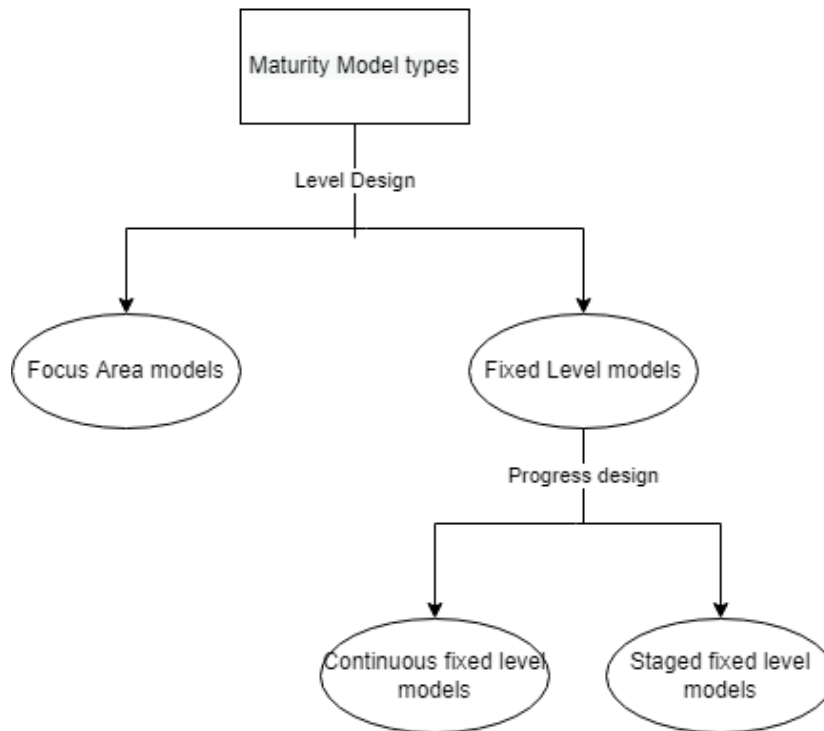 Maturity Model types
Level Design
Focus Area models
Fixed Level models
Progress design
Continuous fixed level
models
Staged fixed level
models